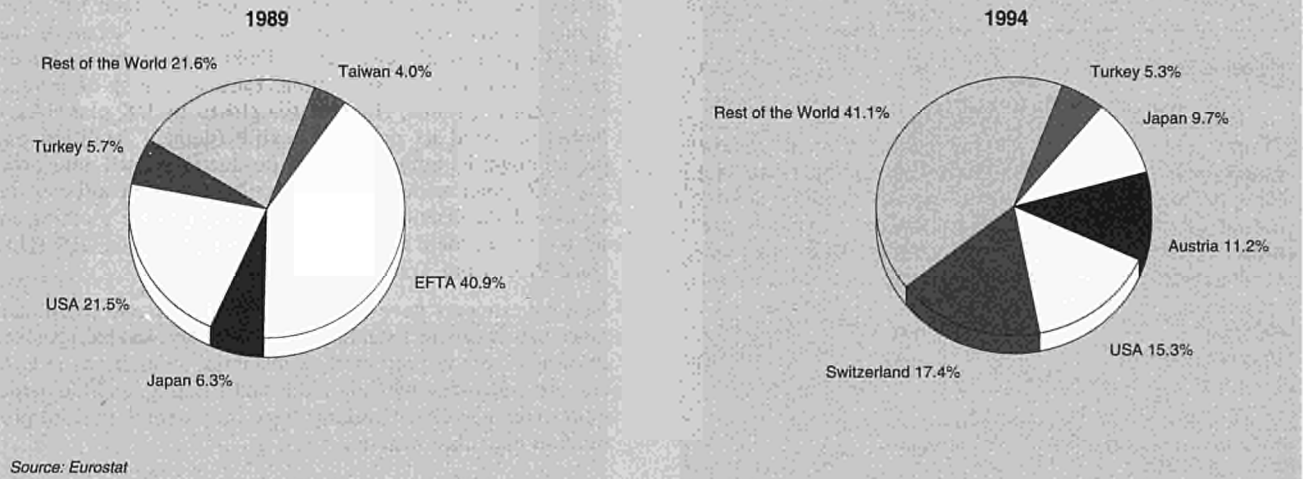 1989
Rest of the World 21.6%
Taiwan 4.0%
Turkey 5.7%
EFTA 40.9%
USA 21.5%
Japan 6.3%
1994
Turkey 5.3%
Rest of the World 41.1%
Japan 9.7%
Austria 11.2%
USA 15.3%
Switzerland 17.4%
Source: Eurostat